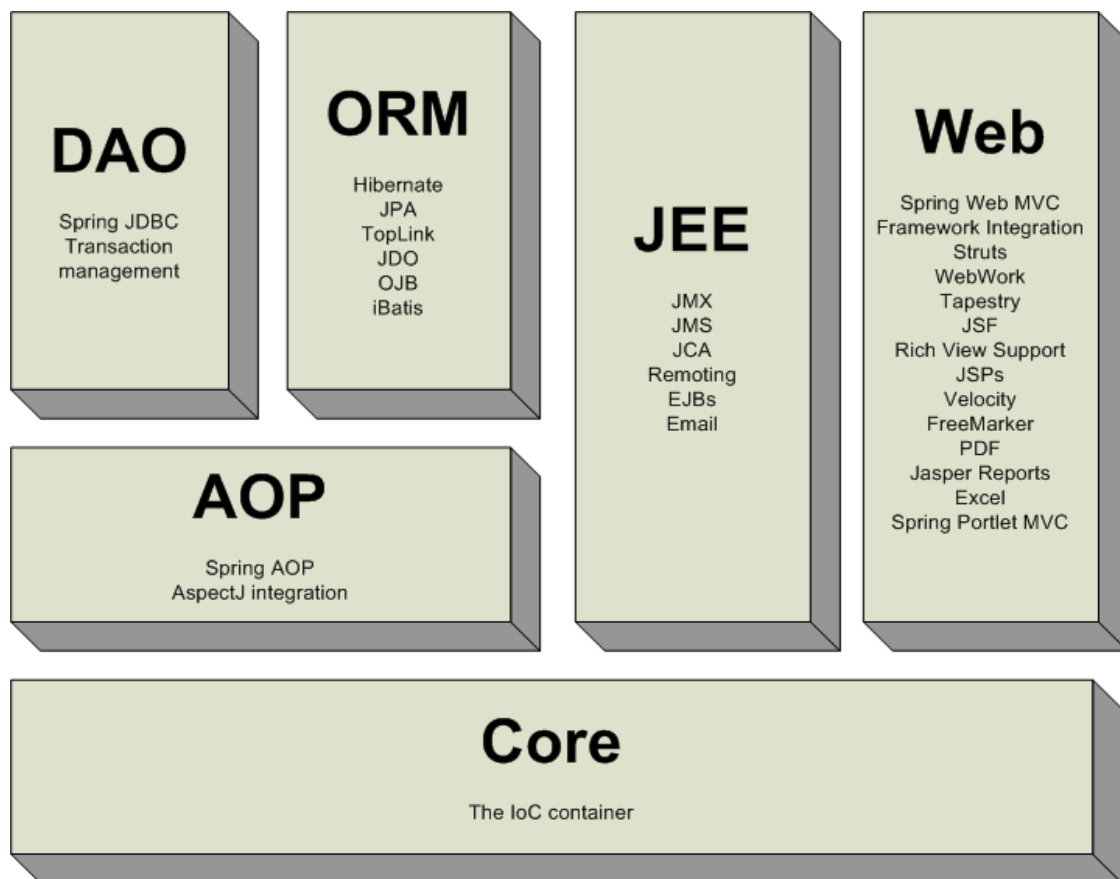 DAO
Spring JDBC
Transaction
management
ORM
Hibernate
JPA
TopLink
JDO
OJB
iBatis
JEE
JMX
JMS
JCA
Remoting
EJBs
Email
Web
Spring Web MVC
Framework Integration
Struts
WebWork
Tapestry
JSF
Rich View Support
JSPs
Velocity
FreeMarker
PDF
Jasper Reports
Excel
Spring Portlet MVC
AOP
Spring AOP
AspectJ integration
Core
The IoC container